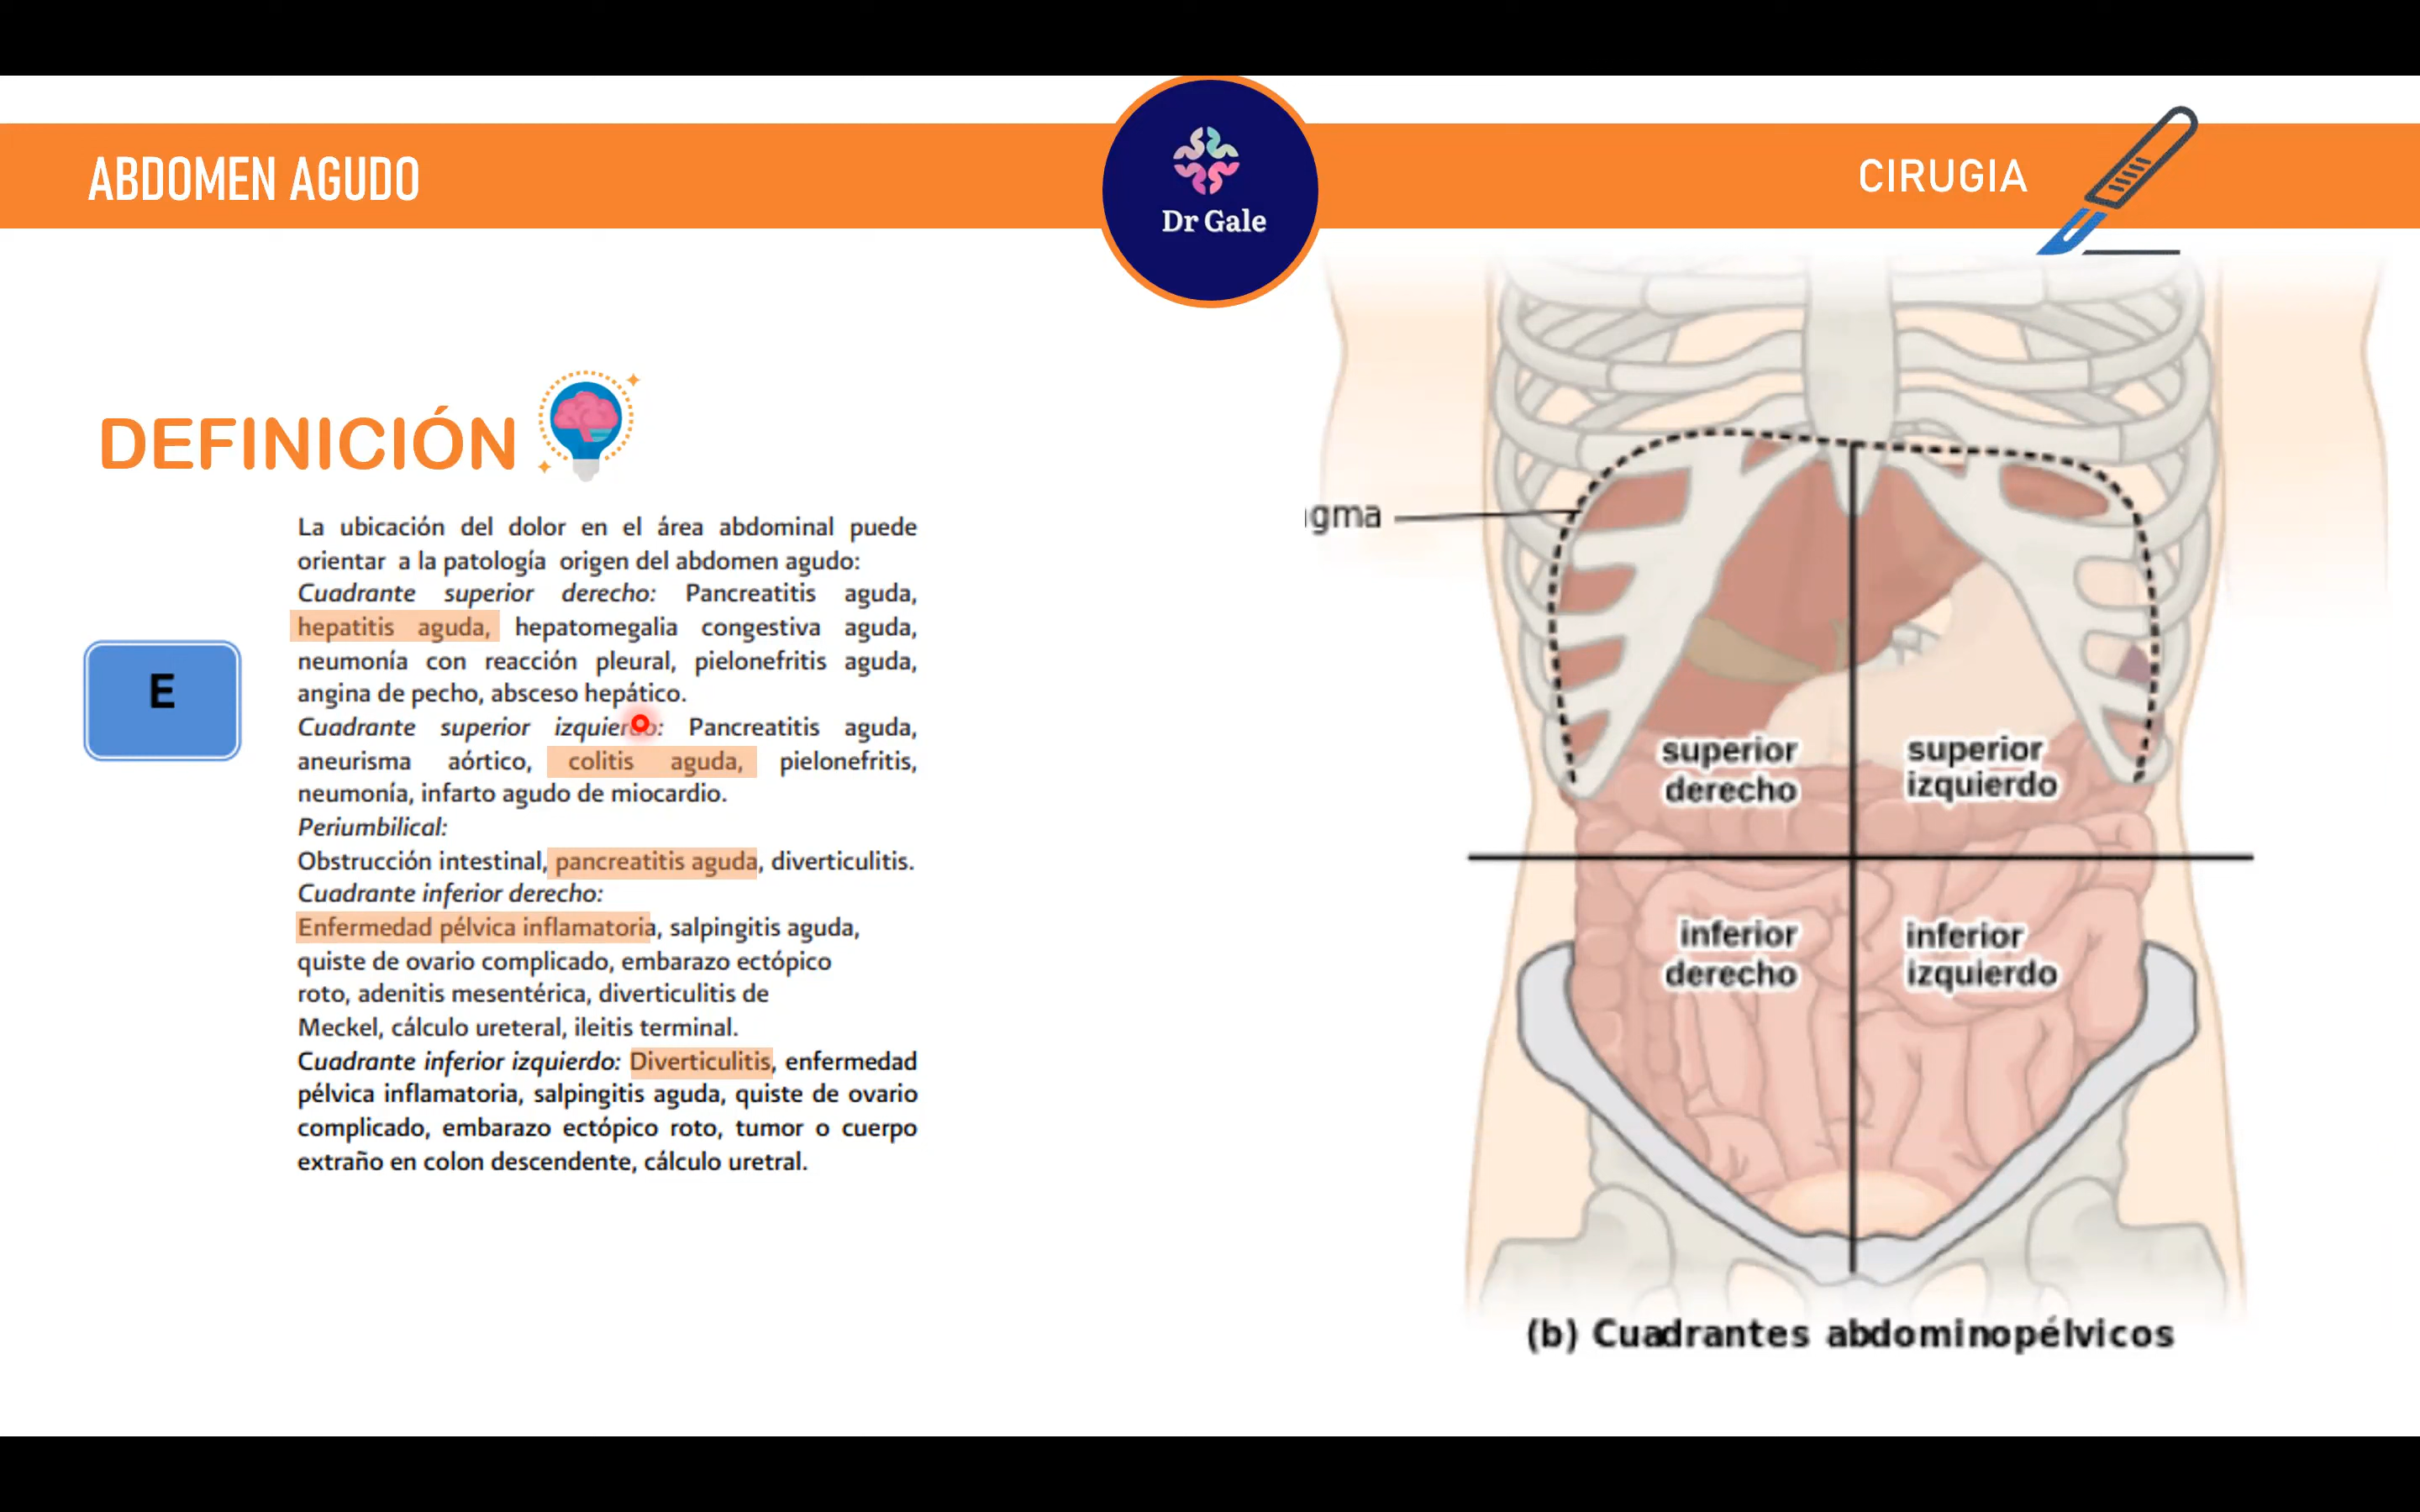 ABDOMEN AGUDO
Dr Gale
CIRUGIA
DEFINICIÓN
E
La ubicación del dolor en el área abdominal puede
orientar a la patología origen del abdomen agudo:
Cuadrante superior derecho: Pancreatitis aguda,
hepatitis aguda, hepatomegalia congestiva aguda,
neumonía con reacción pleural, pielonefritis aguda,
angina de pecho, absceso hepático.
Cuadrante superior izquierdo: Pancreatitis aguda,
aneurisma aórtico, colitis aguda, pielonefritis,
neumonía, infarto agudo de miocardio.
Periumbilical:
Obstrucción intestinal, pancreatitis aguda, diverticulitis.
Cuadrante inferior derecho:
Enfermedad pélvica inflamatoria, salpingitis aguda,
quiste de ovario complicado, embarazo ectópico
roto, adenitis mesentérica, diverticulitis de
Meckel, cálculo ureteral, ileitis terminal.
Cuadrante inferior izquierdo: Diverticulitis, enfermedad
pélvica inflamatoria, salpingitis aguda, quiste de ovario
complicado, embarazo ectópico roto, tumor o cuerpo
extraño en colon descendente, cálculo uretral.
gma
superior
derecho
superior
izquierdo
inferior
derecho
inferior
izquierdo
(b) Cuadrantes abdominopélvicos